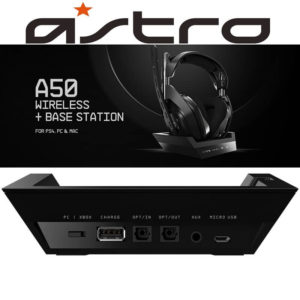 astro
A50
WIRELESS
+ BASE STATION
FOR PS4, PC & MAC
PC | XBOX CHARGE OPT/IN OPT/OUT AUX MICRO USB